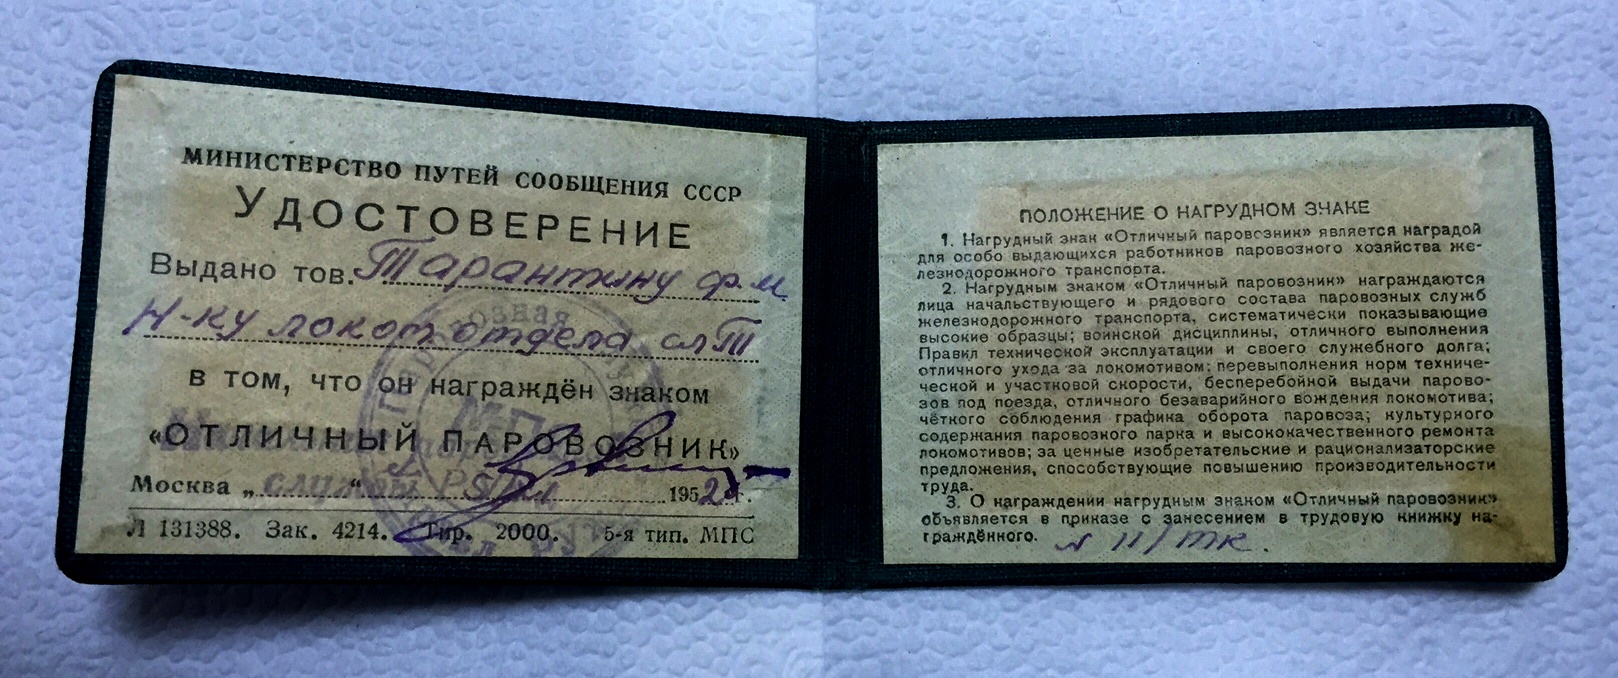 МИНИСТЕРСТВО ПУТЕЙ СООБЩЕНИЯ СССР
УДОСТОВЕРЕНИЕ
Выдано тов. Тарантину Ф.М.
Н-ку локот отдела сл Т
в том, что он награждён знаком
«ОТЛИЧНЫЙ ПАРОВОЗНИК»
Москва „ “ 1952 г.
Л 131388. Зак. 4214. Тир. 2000. 5-я тип. МПС
ПОЛОЖЕНИЕ О НАГРУДНОМ ЗНАКЕ
1. Нагрудный знак «Отличный паровозник» является наградой
для особо выдающихся работников паровозного хозяйства же-
лезнодорожного транспорта.
2. Нагрудным знаком «Отличный паровозник» награждаются
лица начальствующего и рядового состава паровозных служб
железнодорожного транспорта, систематически показывающие
высокие образцы; воинской дисциплины, отличного выполнения
Правил технической эксплуатации и своего служебного долга;
отличного ухода за локомотивом; перевыполнения норм техниче-
ческой и участковой скорости, бесперебойной выдачи парово-
зов под поезда, отличного безаварийного вождения локомотива;
чёткого соблюдения графика оборота паровоза; культурного
содержания паровозного парка и высококачественного ремонта
локомотивов; за ценные изобретательские и рационализаторские
предложения, способствующие повышению производительности
труда.
3. О награждении нагрудным знаком «Отличный паровозник»
объявляется в приказе с занесением в трудовую книжку на-
граждённого. № 11/тк.